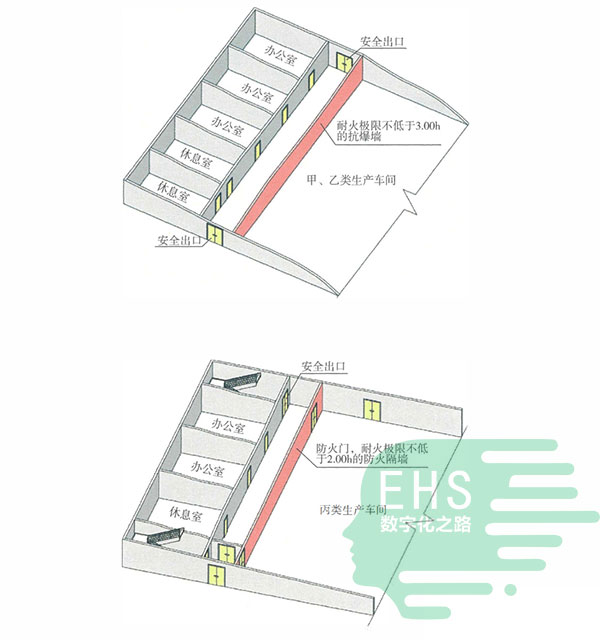 安全出口
办公室
办公室
办公室
休息室
休息室
耐火极限不低于3.00h
的抗爆墙
甲、乙类生产车间
安全出口
安全出口
办公室
办公室
休息室
防火门，耐火极限不低
于2.00h的防火隔墙
丙类生产车间
EHS
数字化之路